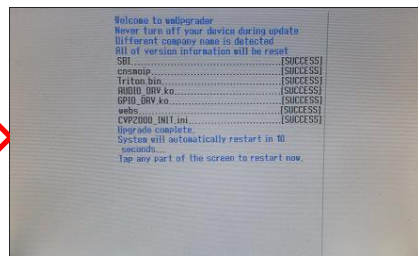 Welcome to vmUpgrader
Never turn off your device during update
Different company name is detected
All of version information will be reset
SBI........................................[SUCCESS]
cnsmoip....................................[SUCCESS]
Triton.bin.................................[SUCCESS]
AUDIO_DRV.ko...............................[SUCCESS]
GPIO_DRV.ko................................[SUCCESS]
webs.......................................[SUCCESS]
CVP2000_INIT.ini...........................[SUCCESS]
Upgrade complete.
System will automatically restart in 10
seconds...
Tap any part of the screen to restart now.